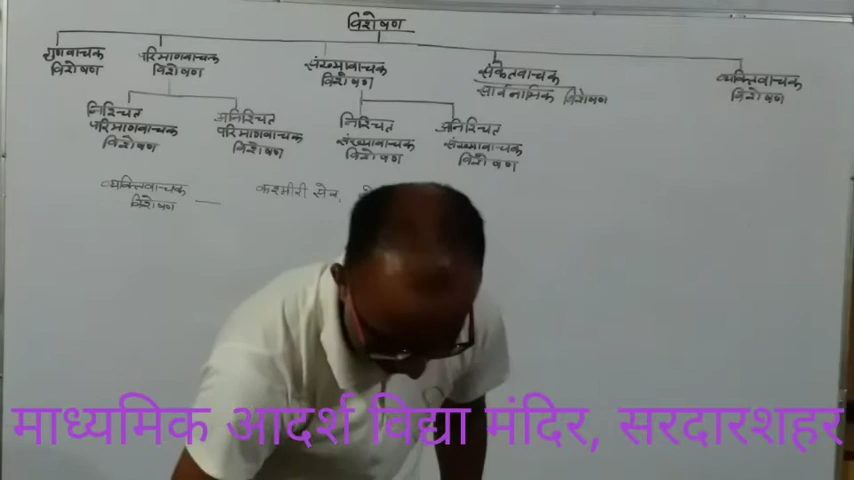 विशेषण
गुणवाचक
विशेषण
परिमाणवाचक
विशेषण
संख्यावाचक
विशेषण
संकेतवाचक
सार्वनामिक विशेषण
व्यक्तिवाचक
विशेषण
निश्चित
परिमाणवाचक
विशेषण
अनिश्चित
परिमाणवाचक
विशेषण
निश्चित
संख्यावाचक
विशेषण
अनिश्चित
संख्यावाचक
विशेषण
व्यक्तिवाचक
विशेषण — कश्मीरी सेब,
माध्यमिक आदर्श विद्या मंदिर, सरदारशहर